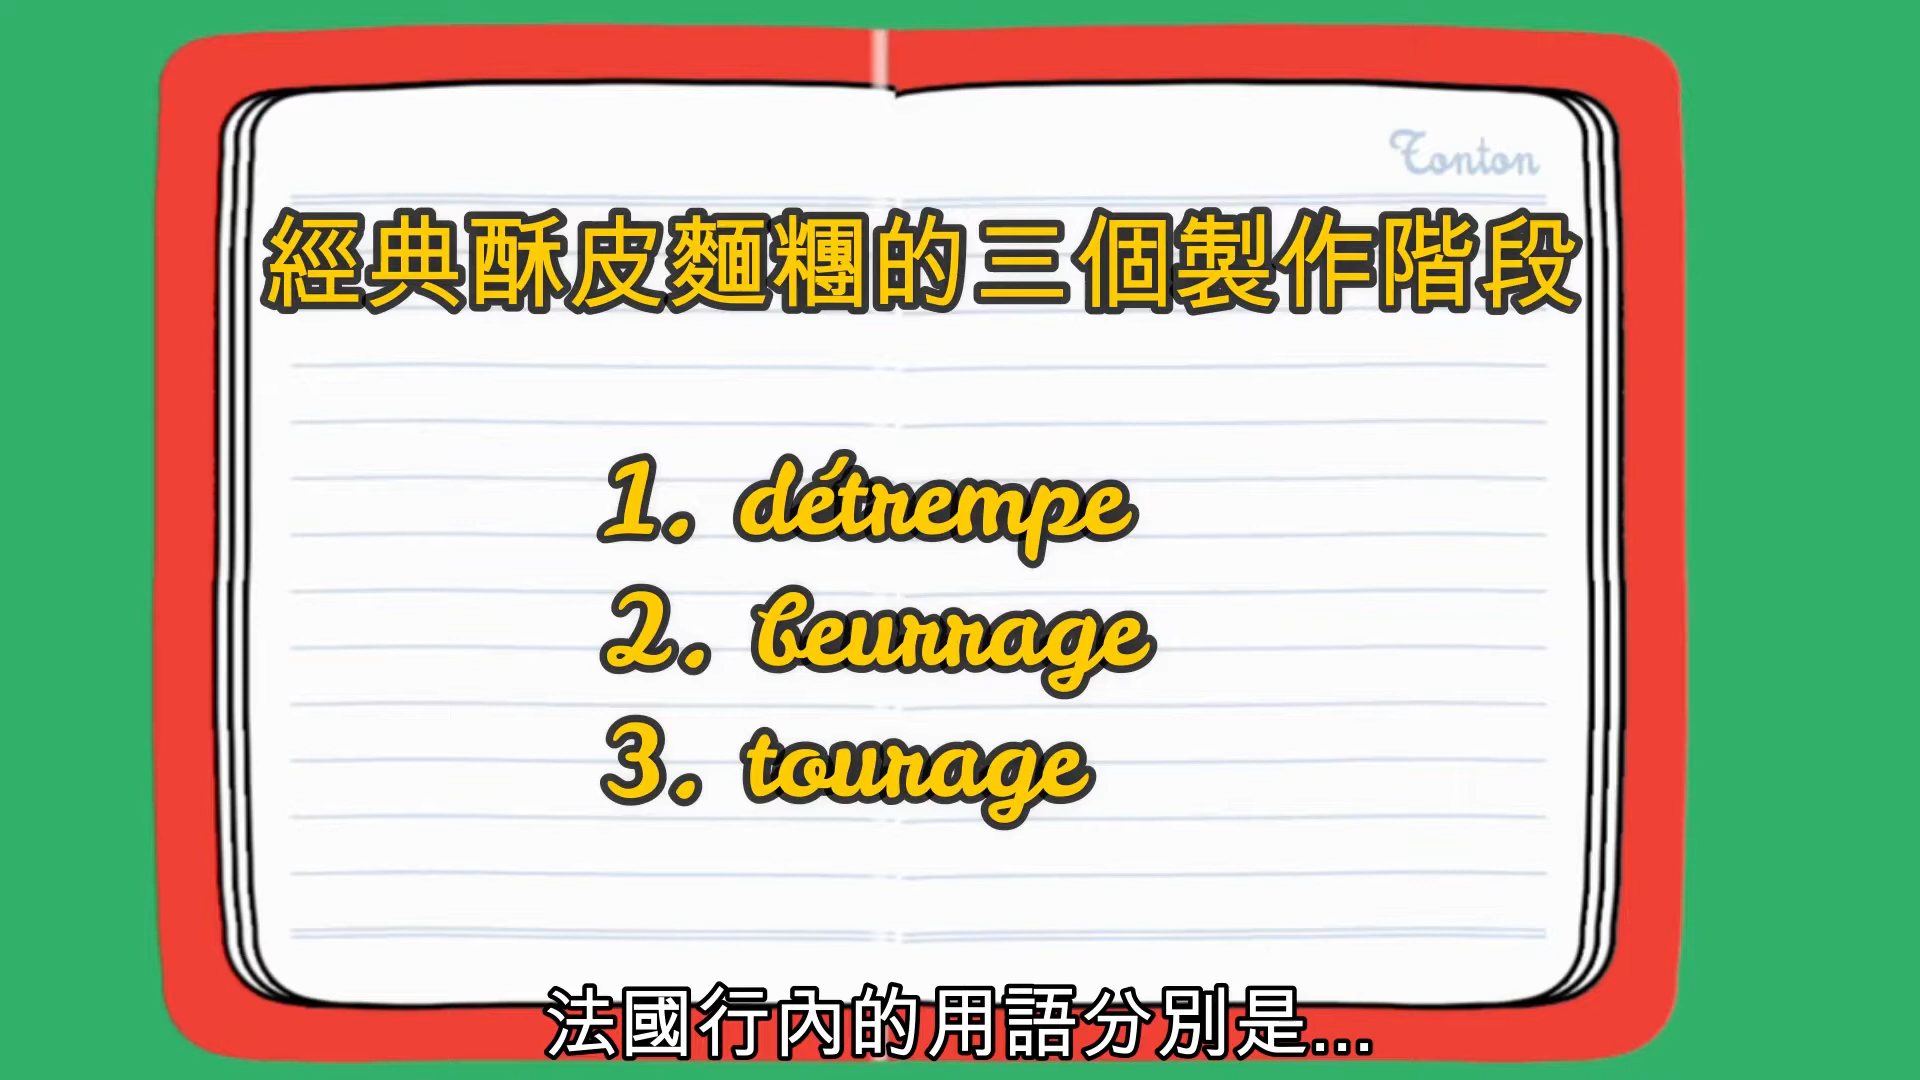 Tonton
經典酥皮麵糰的三個製作階段
1. détrempe
2. beurrage
3. tourage
法國行內的用語分別是...